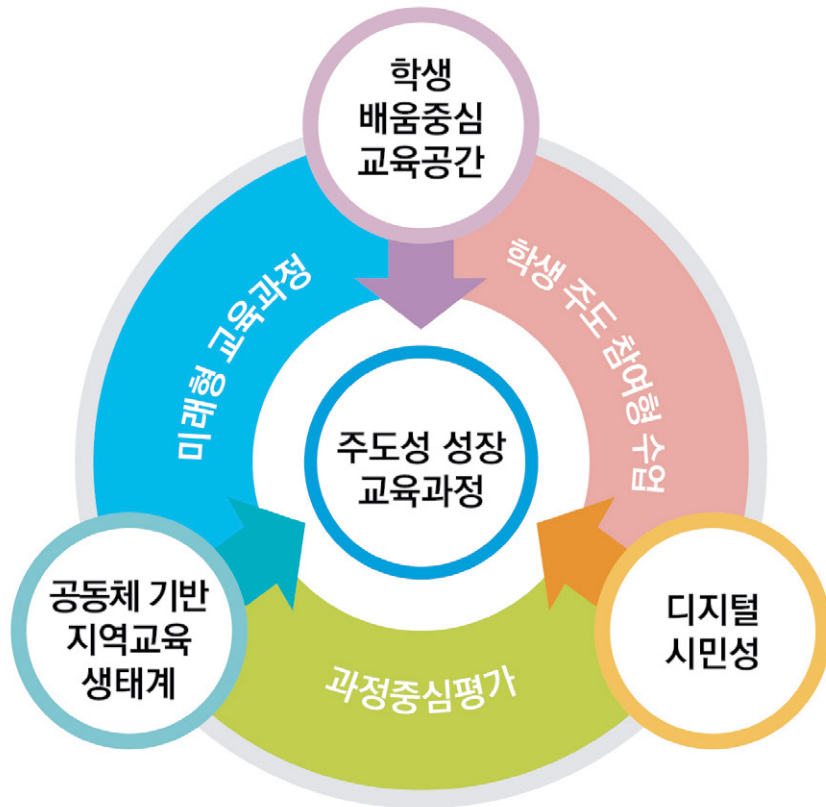 학생
배움중심
교육공간
미래형 교육과정
학생 주도 참여형 수업
주도성 성장
교육과정
공동체 기반
지역교육
생태계
디지털
시민성
과정중심평가